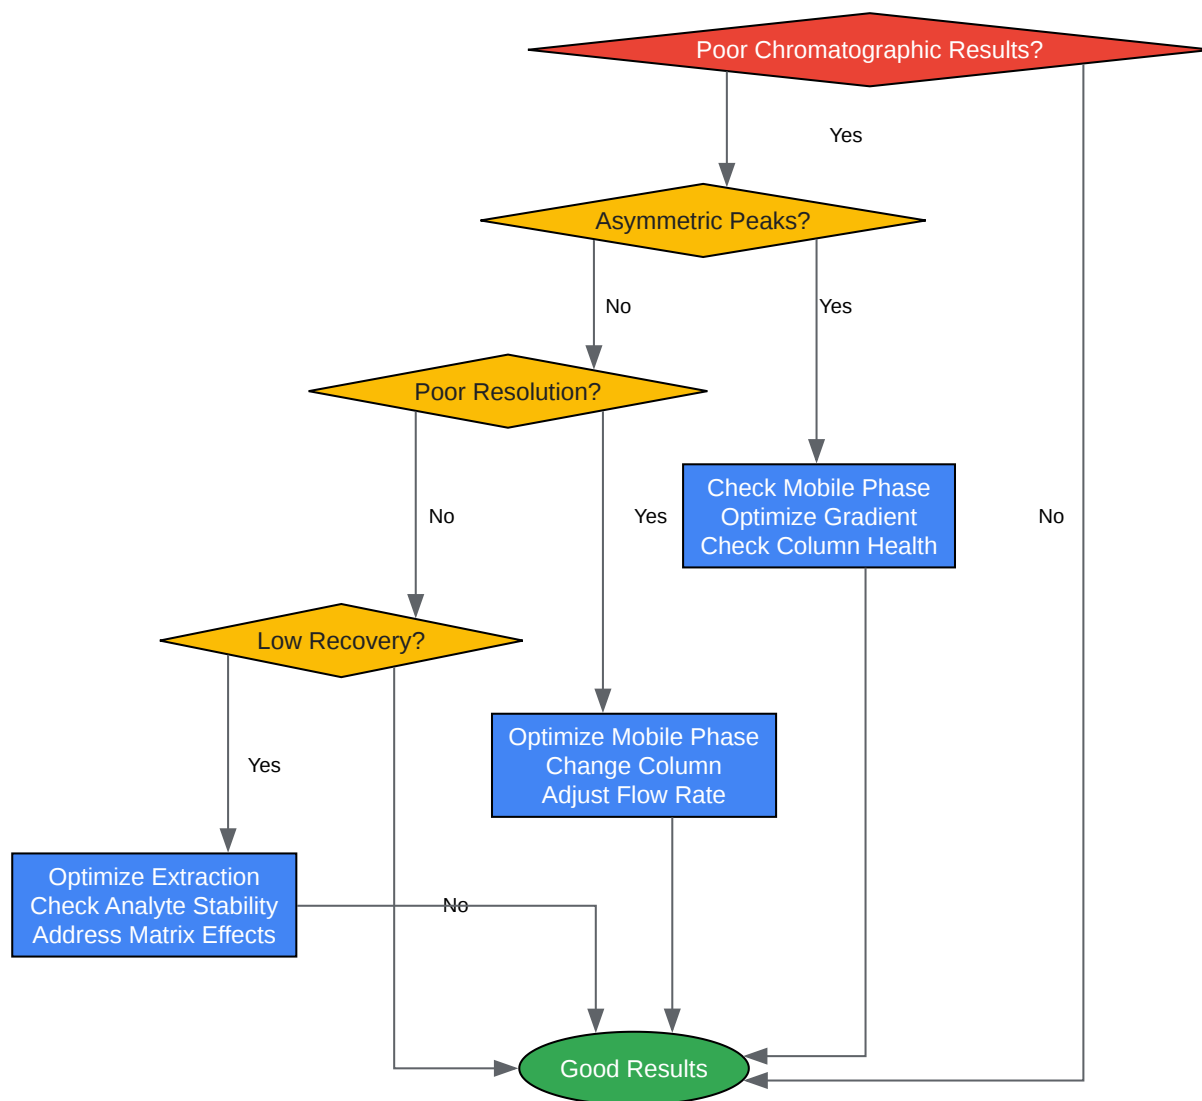 Poor Chromatographic Results?
Yes
Asymmetric Peaks?
No
Yes
Poor Resolution?
Check Mobile Phase
Optimize Gradient
Check Column Health
No
Yes
No
Low Recovery?
Optimize Mobile Phase
Change Column
Adjust Flow Rate
Yes
Optimize Extraction
Check Analyte Stability
Address Matrix Effects
No
Good Results